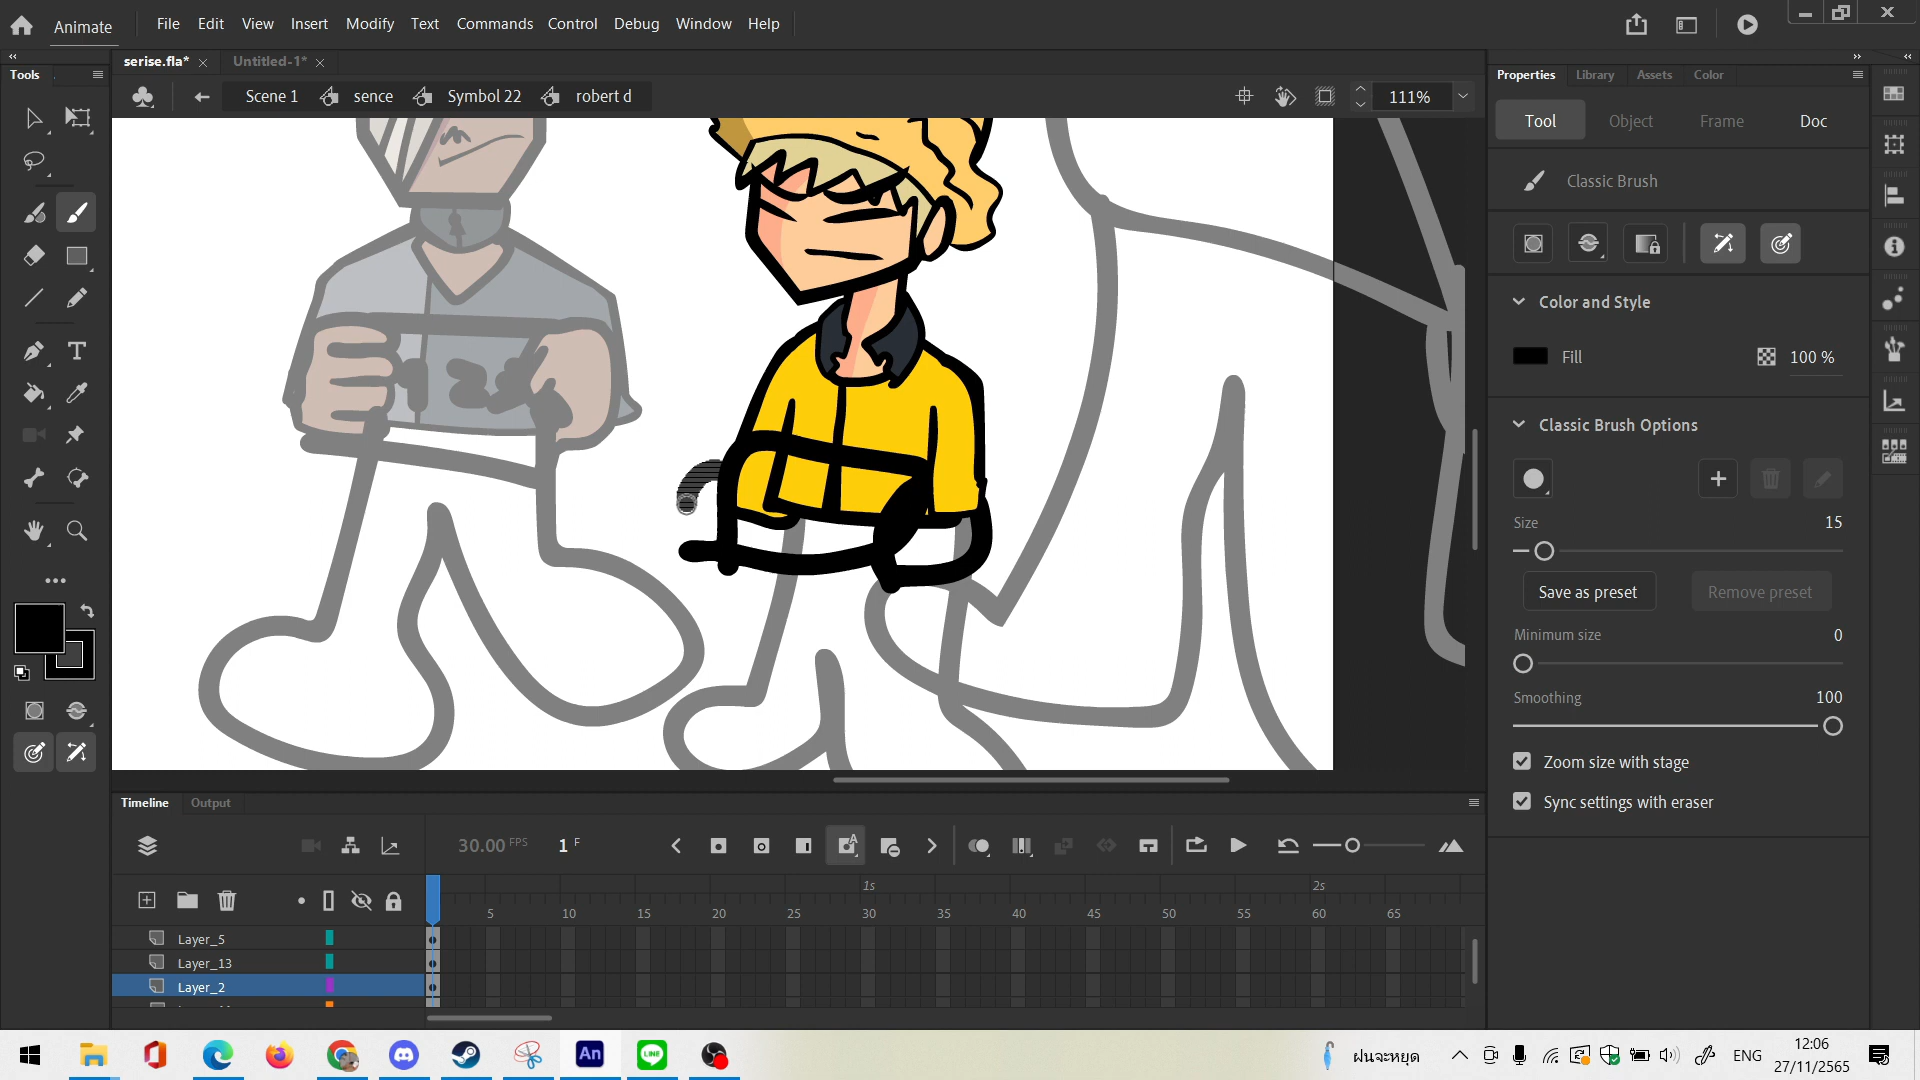 Animate File Edit View Insert Modify Text Commands Control Debug Window Help
Tools
serise.fla* Untitled-1*
Scene 1 sence Symbol 22 robert d 111%
Properties Library Assets Color
Tool Object Frame Doc
Classic Brush
Color and Style
Fill 100 %
Classic Brush Options
Size 15
Save as preset Remove preset
Minimum size 0
Smoothing 100
Zoom size with stage
Sync settings with eraser
Timeline Output
30.00 FPS 1 F
1s 2s
5 10 15 20 25 30 35 40 45 50 55 60 65
Layer_5
Layer_13
Layer_2
An LINE ฝนจะหยุด ENG 12:06
27/11/2565